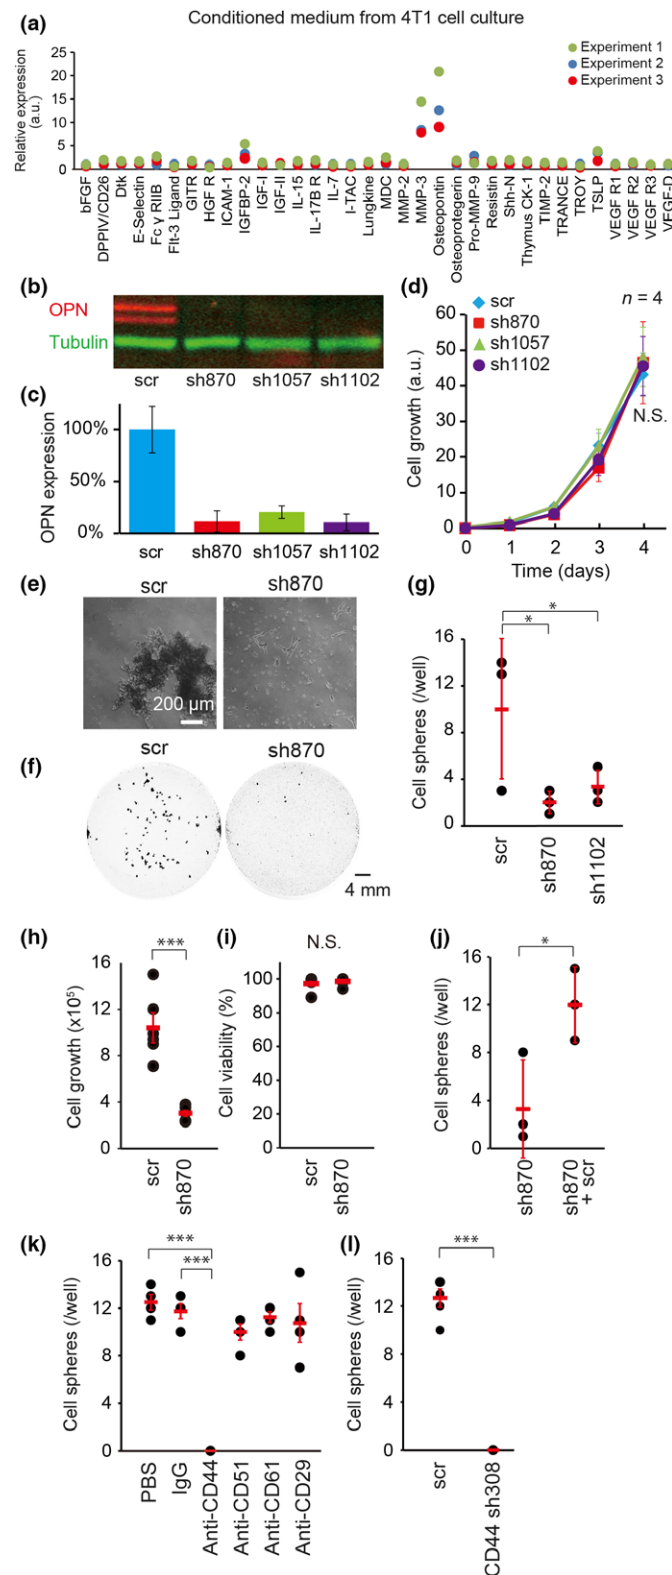 (a)
Conditioned medium from 4T1 cell culture
Relative expression
(a.u.)
25
20
15
10
5
0
Experiment 1
Experiment 2
Experiment 3
bFGF
DPPIV/CD26
Dtk
E-Selectin
Fc γ RIIB
Flt-3 Ligand
GITR
HGF R
ICAM-1
IGFBP-2
IGF-I
IGF-II
IL-15
IL-17B R
IL-7
I-TAC
Lungkine
MDC
MMP-2
MMP-3
Osteopontin
Osteoprotegerin
Pro-MMP-9
Resistin
Shh-N
Thymus CK-1
TIMP-2
TRANCE
TROY
TSLP
VEGF R1
VEGF R2
VEGF R3
VEGF-D
(b)
OPN
Tubulin
scr sh870 sh1057 sh1102
(c)
OPN expression
100%
50%
0%
scr sh870 sh1057 sh1102
(d)
scr
sh870
sh1057
sh1102
n = 4
N.S.
Cell growth (a.u.)
60
50
40
30
20
10
0
0 1 2 3 4
Time (days)
(e)
scr sh870
200 µm
(f)
scr sh870
4 mm
(g)
*
*
Cell spheres (/well)
16
12
8
4
0
scr
sh870
sh1102
(h)
***
Cell growth (x10⁵)
16
12
8
4
0
scr
sh870
(i)
N.S.
Cell viability (%)
100
80
60
40
20
0
scr
sh870
(j)
*
Cell spheres (/well)
16
12
8
4
0
sh870
sh870
+ scr
(k)
***
***
Cell spheres (/well)
16
12
8
4
0
PBS
IgG
Anti-CD44
Anti-CD51
Anti-CD61
Anti-CD29
(l)
***
Cell spheres (/well)
16
12
8
4
0
scr
CD44 sh308